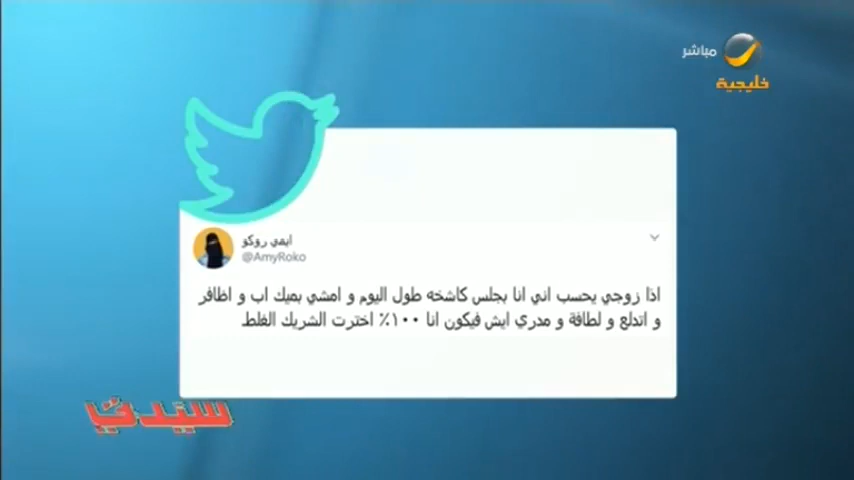 مباشر
خليجية
ايمي روكو
@AmyRoko
اذا زوجي يحسب اني انا بجلس كاشخه طول اليوم و امشي بميك اب و اظافر
و اتدلع و لطافة و مدري ايش فيكون انا ١٠٠٪ اخترت الشريك الغلط
سيدتي